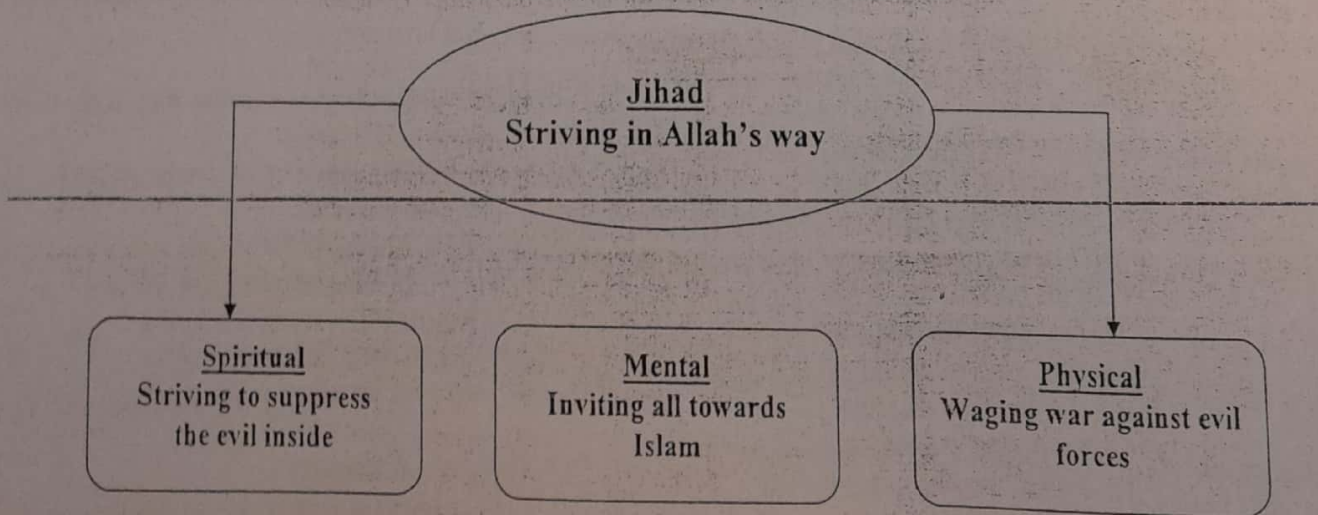 Jihad
Striving in Allah's way
Spiritual
Striving to suppress
the evil inside
Mental
Inviting all towards
Islam
Physical
Waging war against evil
forces